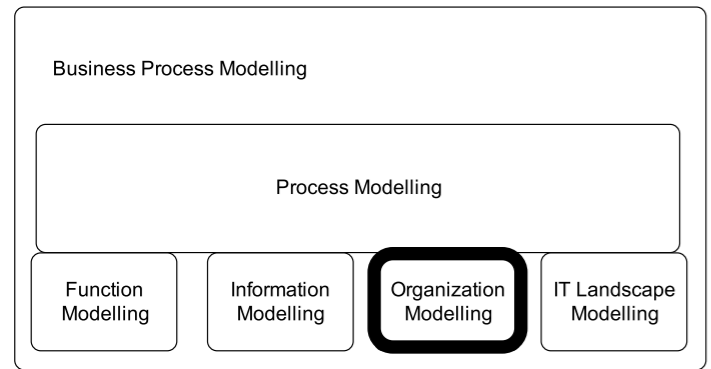 Business Process Modelling
Process Modelling
Function
Modelling
Information
Modelling
Organization
Modelling
IT Landscape
Modelling